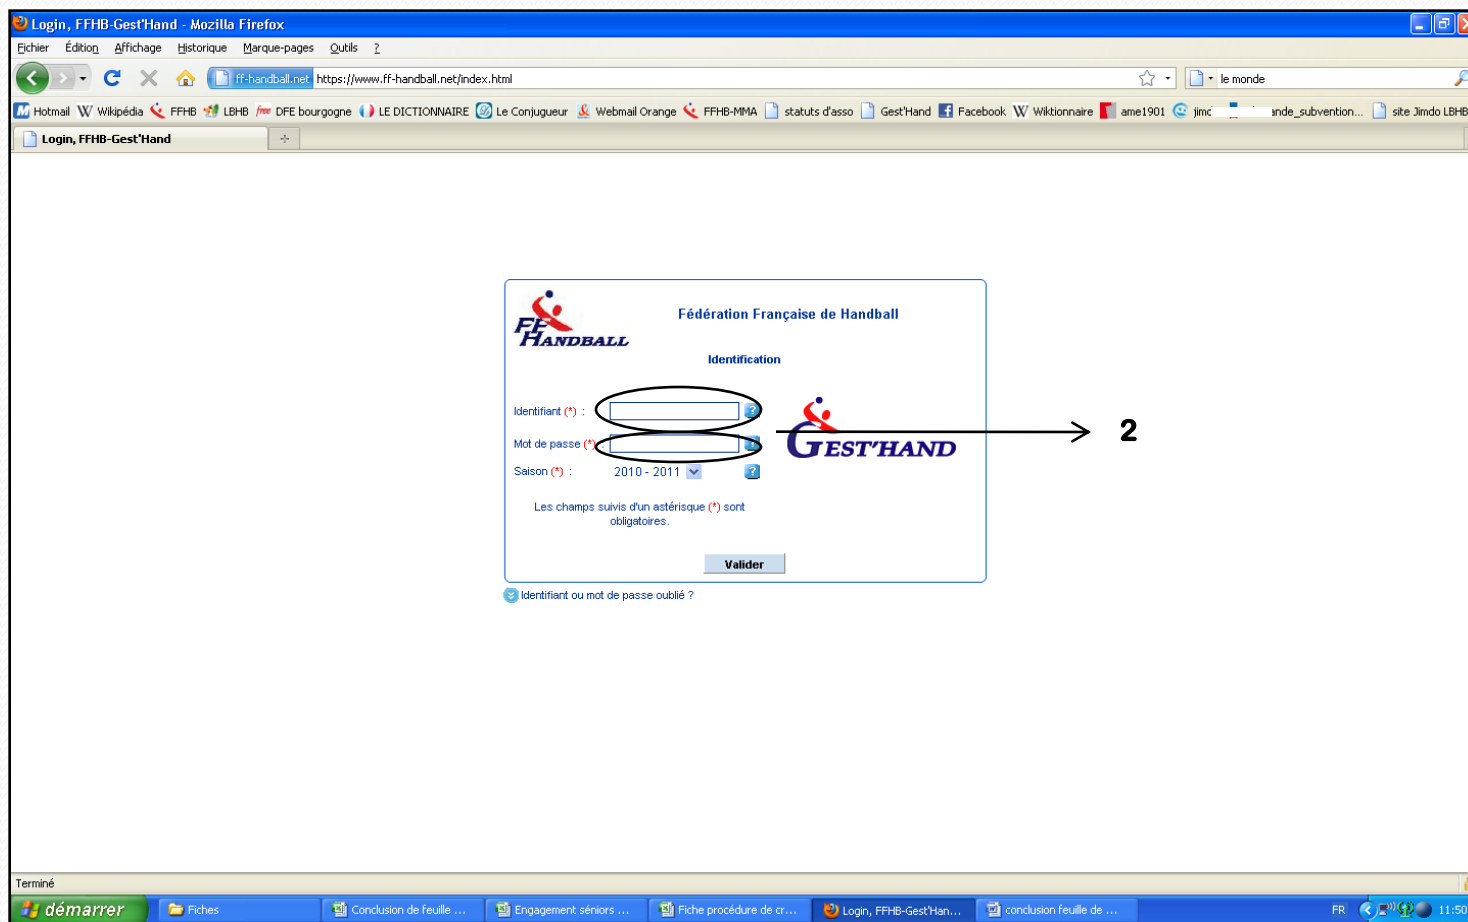 Login, FFHB-Gest'Hand - Mozilla Firefox
Fichier Édition Affichage Historique Marque-pages Outils ?
ff-handball.net https://www.ff-handball.net/index.html le monde
Hotmail Wikipédia FFHB LBHB free DFE bourgogne LE DICTIONNAIRE Le Conjugueur Webmail Orange FFHB-MMA statuts d'asso Gest'Hand Facebook Wiktionnaire ame1901 ande_subvention... site Jimdo LBHB
Login, FFHB-Gest'Hand
FF HANDBALL
Fédération Française de Handball
Identification
Identifiant (*) : ?
GEST'HAND
2
Mot de passe (*) : ?
Saison (*) : 2010 - 2011 ?
Les champs suivis d'un astérisque (*) sont
obligatoires.
Valider
Identifiant ou mot de passe oublié ?
Terminé
démarrer Fiches Conclusion de feuille ... Engagement séniors ... Fiche procédure de cr... Login, FFHB-Gest'Han... conclusion feuille de ... FR 11:50